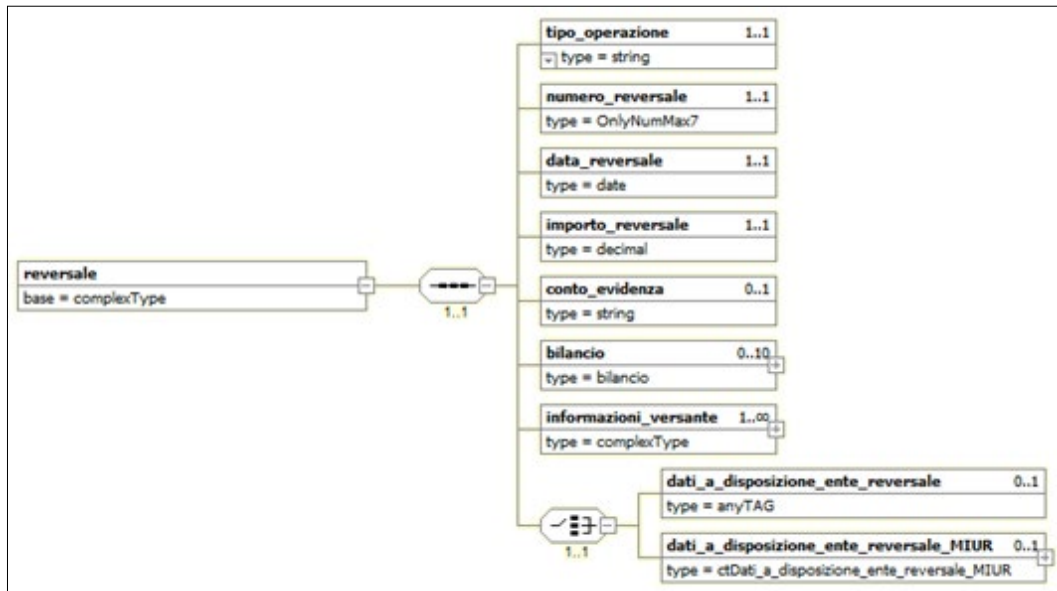 tipo_operazione 1..1
type = string
numero_reversale 1..1
type = OnlyNumMax7
data_reversale 1..1
type = date
importo_reversale 1..1
type = decimal
reversale
base = complexType
1..1
conto_evidenza 0..1
type = string
bilancio 0..10
type = bilancio
informazioni_versante 1..∞
type = complexType
1..1
dati_a_disposizione_ente_reversale 0..1
type = anyTAG
dati_a_disposizione_ente_reversale_MIUR 0..1
type = ctDati_a_disposizione_ente_reversale_MIUR